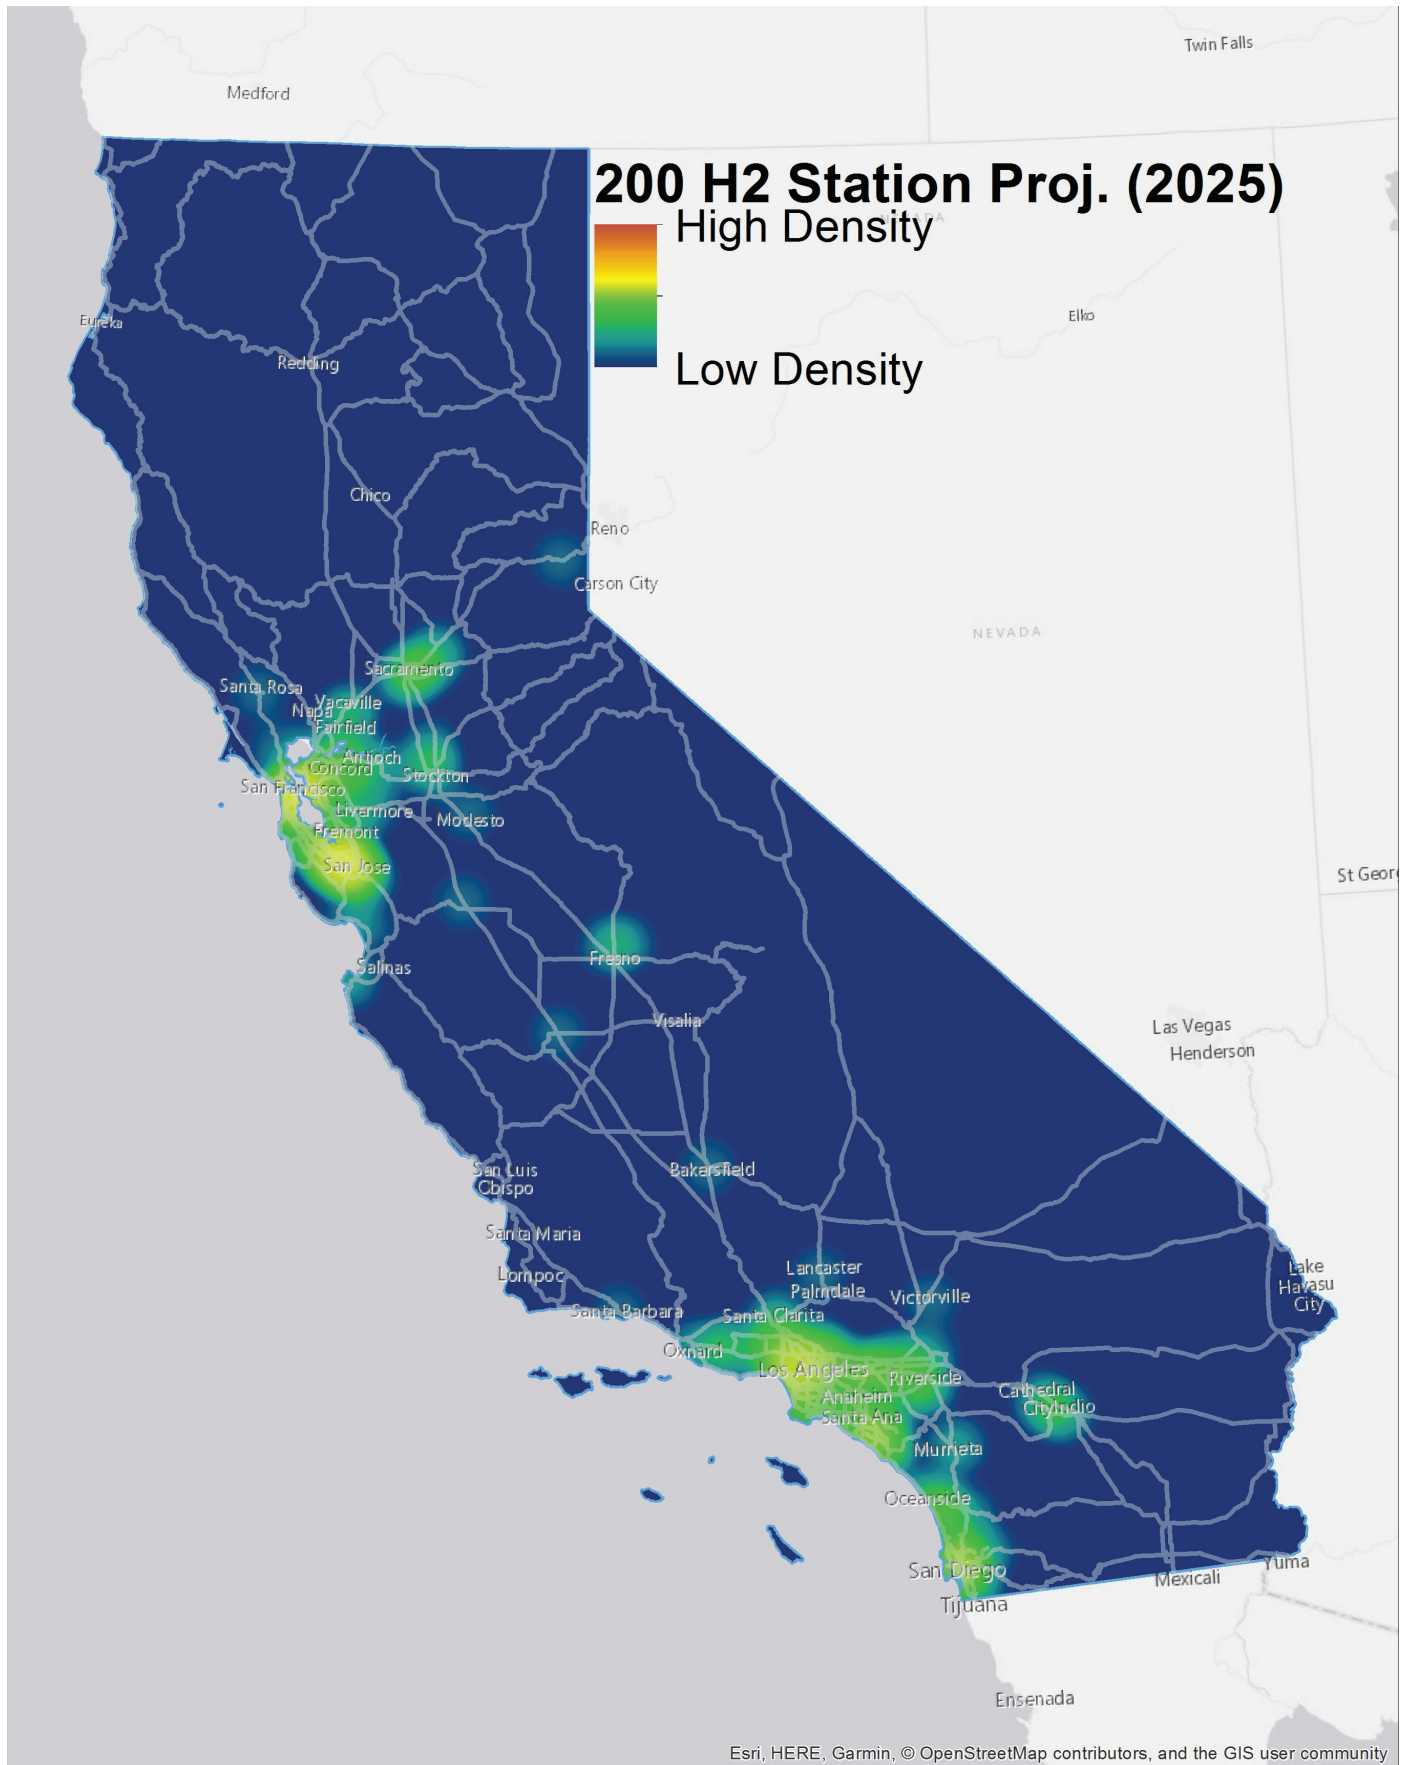 Twin Falls
Medford
200 H2 Station Proj. (2025)
NEVADA
High Density
Low Density
Elko
Eureka
Redding
Chico
Reno
Carson City
NEVADA
Sacramento
Santa Rosa
Vacaville
Napa
Fairfield
Antioch
Concord
Stockton
San Francisco
Livermore
Modesto
Fremont
San Jose
St Georg
Fresno
Salinas
Visalia
Las Vegas
Henderson
Bakersfield
San Luis
Obispo
Santa Maria
Lompoc
Lancaster
Palmdale
Victorville
Lake
Havasu
City
Santa Barbara
Santa Clarita
Oxnard
Los Angeles
Riverside
Anaheim
Santa Ana
Cathedral
City
Indio
Murrieta
Oceanside
San Diego
Tijuana
Mexicali
Yuma
Ensenada
Esri, HERE, Garmin, © OpenStreetMap contributors, and the GIS user community